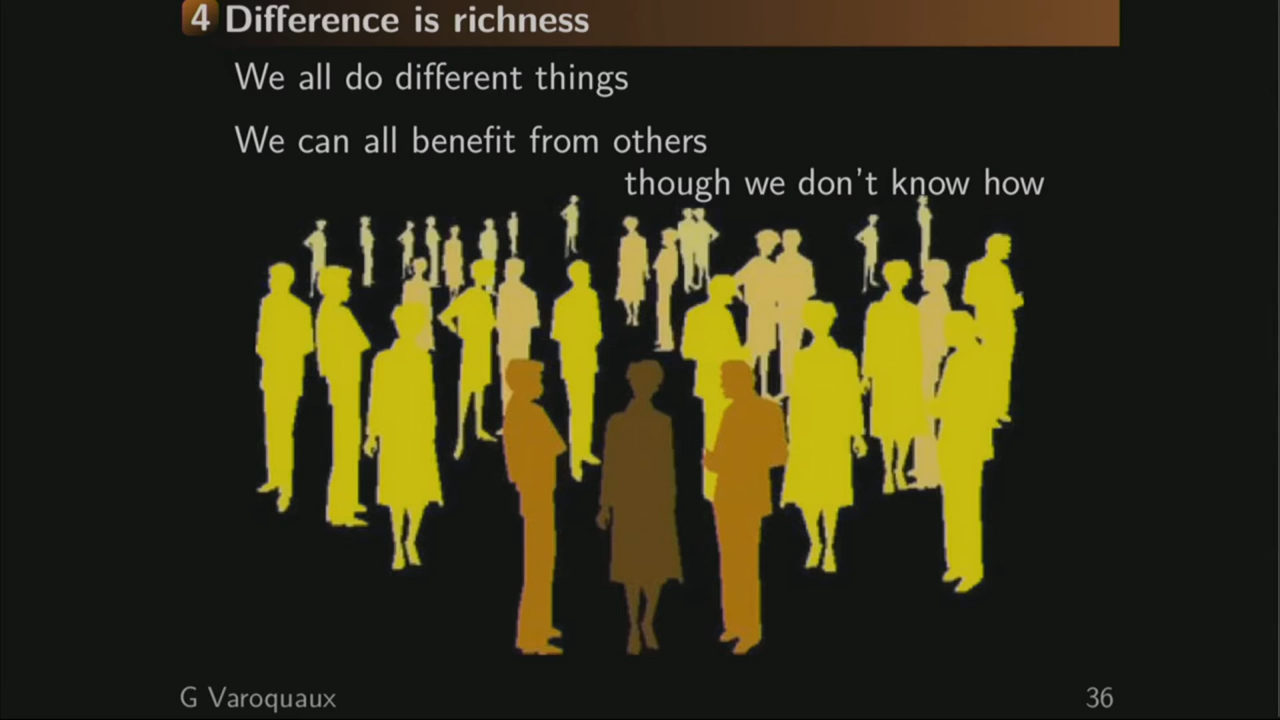 4 Difference is richness
We all do different things
We can all benefit from others
though we don't know how
G Varoquaux
36